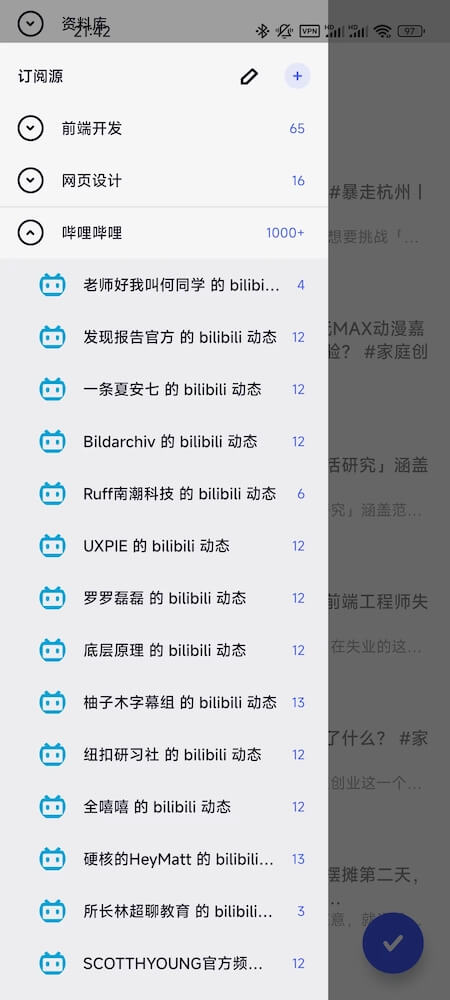 资料库
21:42
VPN
HD
HD
97
订阅源
前端开发 65
网页设计 16
哔哩哔哩 1000+
老师好我叫何同学 的 bilibi... 4
发现报告官方 的 bilibili 动态 12
一条夏安七 的 bilibili 动态 12
Bildarchiv 的 bilibili 动态 12
Ruff南潮科技 的 bilibili 动态 6
UXPIE 的 bilibili 动态 12
罗罗磊磊 的 bilibili 动态 12
底层原理 的 bilibili 动态 12
柚子木字幕组 的 bilibili 动态 13
纽扣研习社 的 bilibili 动态 12
全嘻嘻 的 bilibili 动态 12
硬核的HeyMatt 的 bilibili... 13
所长林超聊教育 的 bilibili... 3
SCOTTHYOUNG官方频... 12
#暴走杭州丨
想要挑战「...
MAX动漫嘉
验？ #家庭创
活研究」涵盖
究」涵盖范...
前端工程师失
在失业的这...
了什么？ #家
创业这一个...
摆摊第二天，
..
意，就